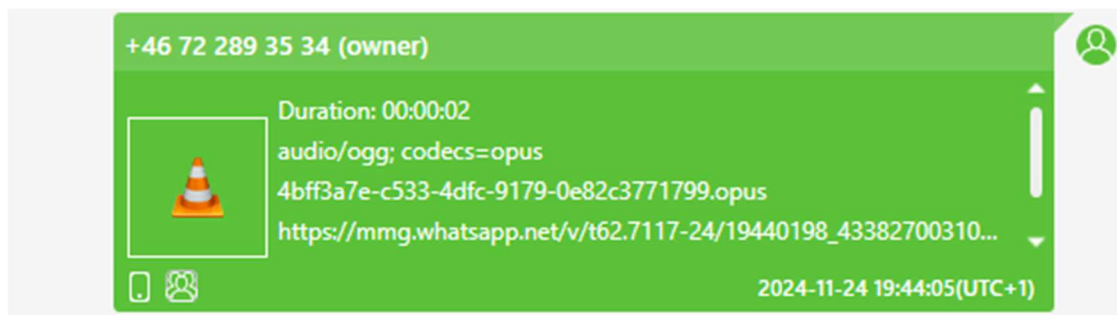 +46 72 289 35 34 (owner)
Duration: 00:00:02
audio/ogg; codecs=opus
4bff3a7e-c533-4dfc-9179-0e82c3771799.opus
https://mmg.whatsapp.net/v/t62.7117-24/19440198_43382700310...
2024-11-24 19:44:05(UTC+1)